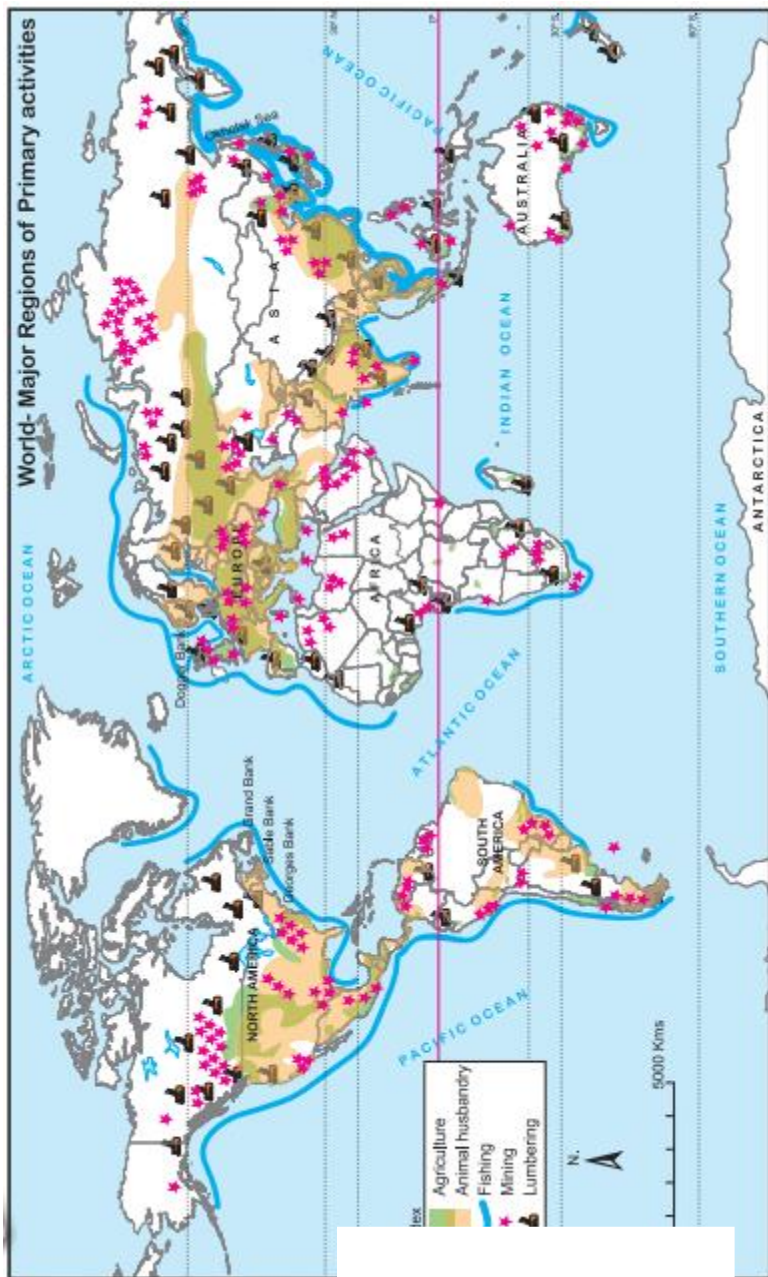 World- Major Regions of Primary activities
ARCTIC OCEAN
Dogger Bank
Okhotsk Sea
EUROPE
ASIA
PACIFIC OCEAN
NORTH AMERICA
Grand Bank
Sable Bank
Georges Bank
ATLANTIC OCEAN
AFRICA
PACIFIC OCEAN
SOUTH
AMERICA
INDIAN OCEAN
AUSTRALIA
SOUTHERN OCEAN
ANTARCTICA
Agriculture
Animal husbandry
Fishing
Mining
Lumbering
N.
5000 Kms
0°